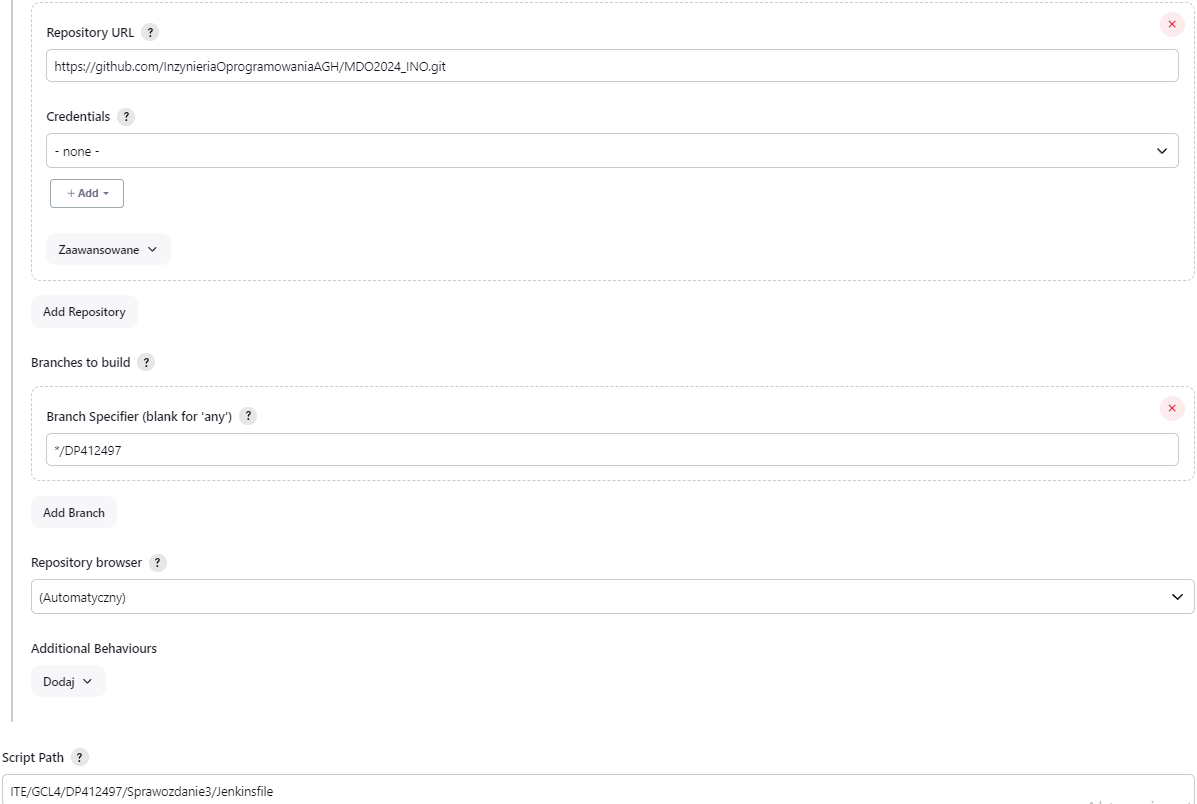 Repository URL ?
https://github.com/InzynieriaOprogramowaniaAGH/MDO2024_INO.git
Credentials ?
- none -
+ Add
Zaawansowane
Add Repository
Branches to build ?
Branch Specifier (blank for 'any') ?
*/DP412497
Add Branch
Repository browser ?
(Automatyczny)
Additional Behaviours
Dodaj
Script Path ?
ITE/GCL4/DP412497/Sprawozdanie3/Jenkinsfile